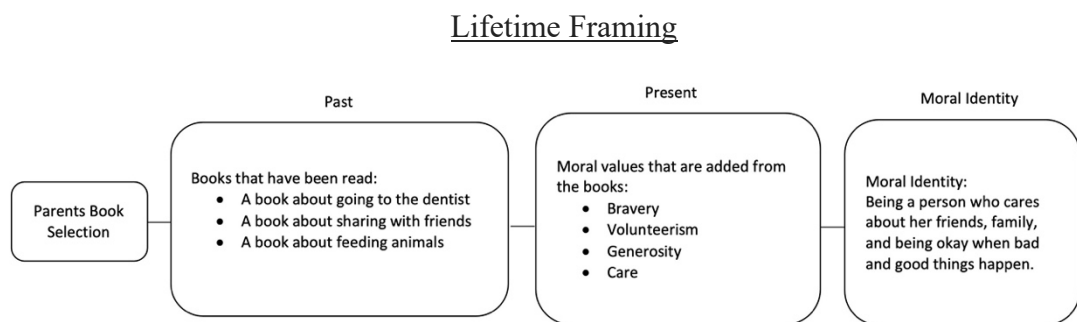 Lifetime Framing
Past
Present
Moral Identity
Parents Book
Selection
Books that have been read:
• A book about going to the dentist
• A book about sharing with friends
• A book about feeding animals
Moral values that are added from
the books:
• Bravery
• Volunteerism
• Generosity
• Care
Moral Identity:
Being a person who cares
about her friends, family,
and being okay when bad
and good things happen.